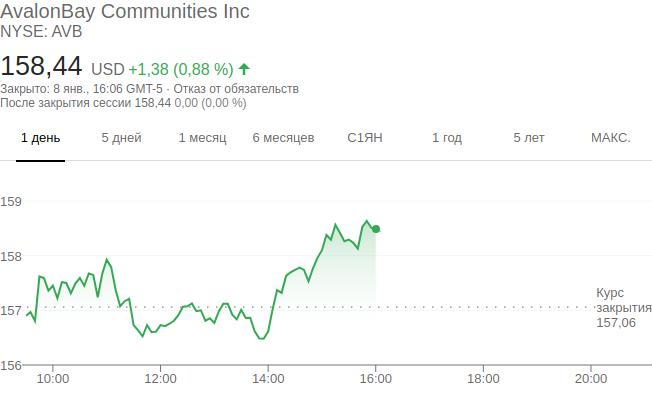 AvalonBay Communities Inc
NYSE: AVB
158,44 USD +1,38 (0,88 %)
Закрыто: 8 янв., 16:06 GMT-5 · Отказ от обязательств
После закрытия сессии 158,44 0,00 (0,00 %)
1 день 5 дней 1 месяц 6 месяцев С1ЯН 1 год 5 лет МАКС.
159
158
157
156
Курс
закрытия
157,06
10:00 12:00 14:00 16:00 18:00 20:00